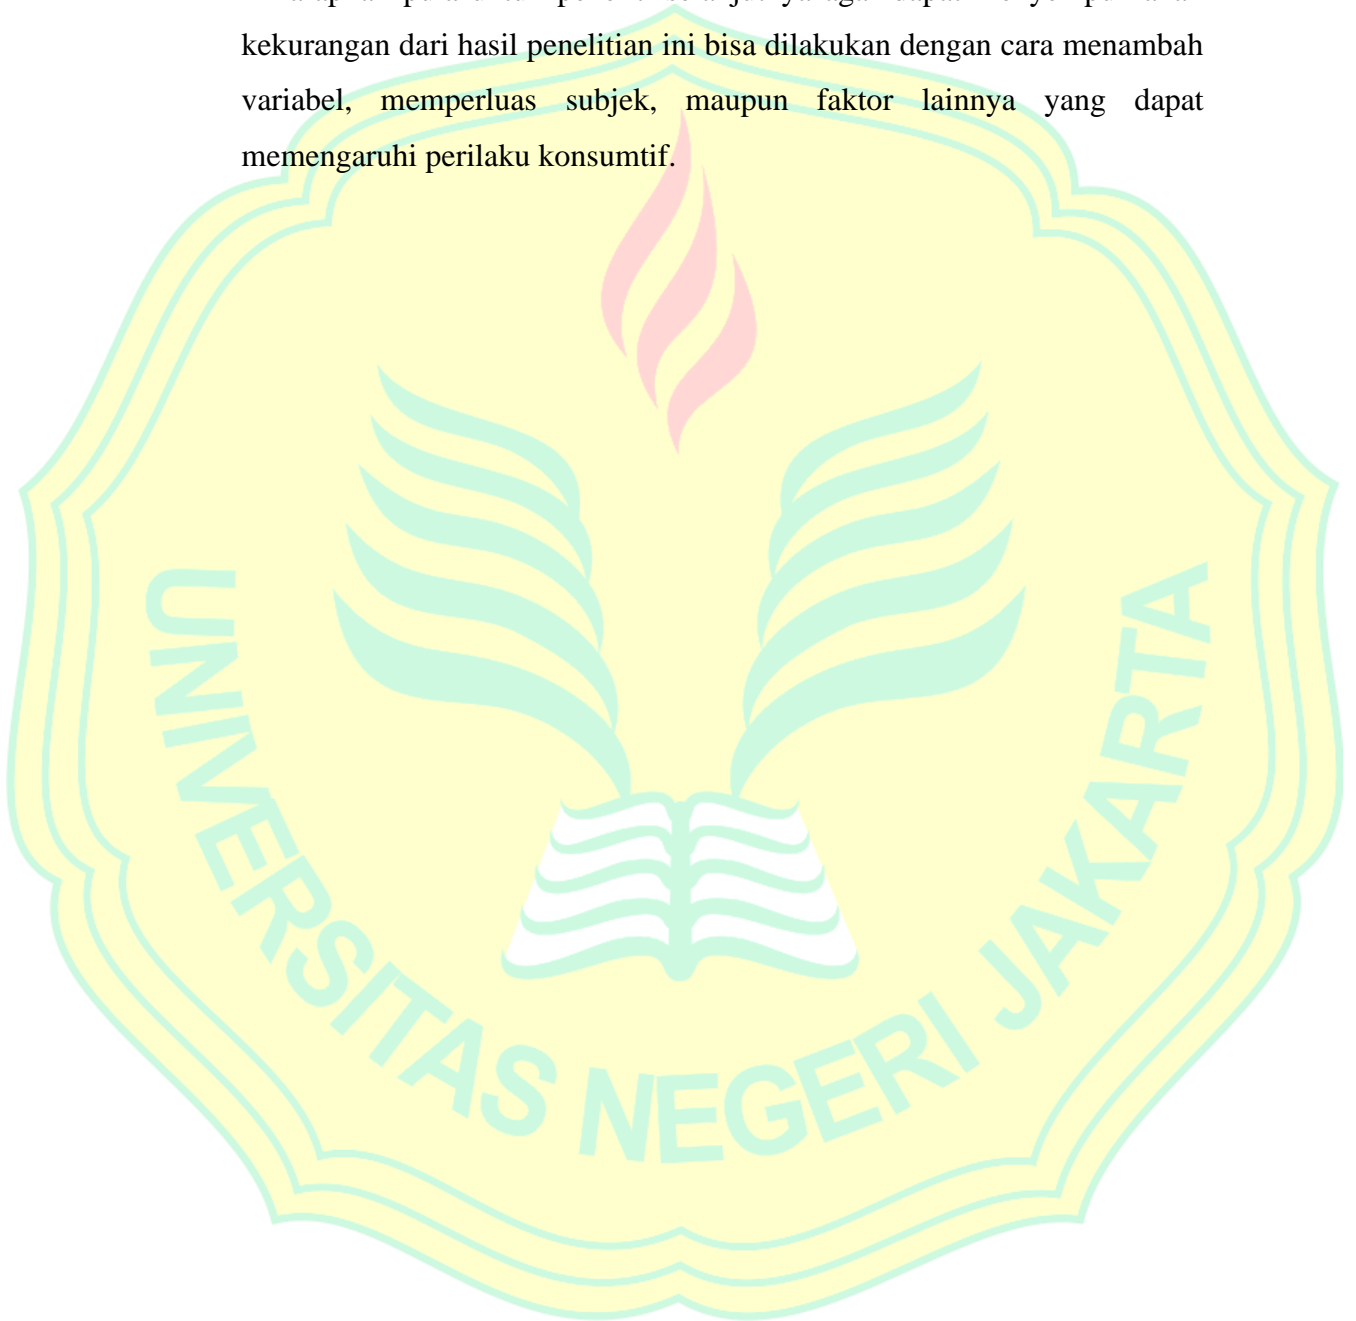 kekurangan dari hasil penelitian ini bisa dilakukan dengan cara menambah
variabel, memperluas subjek, maupun faktor lainnya yang dapat
memengaruhi perilaku konsumtif.
UNIVERSITAS NEGERI JAKARTA